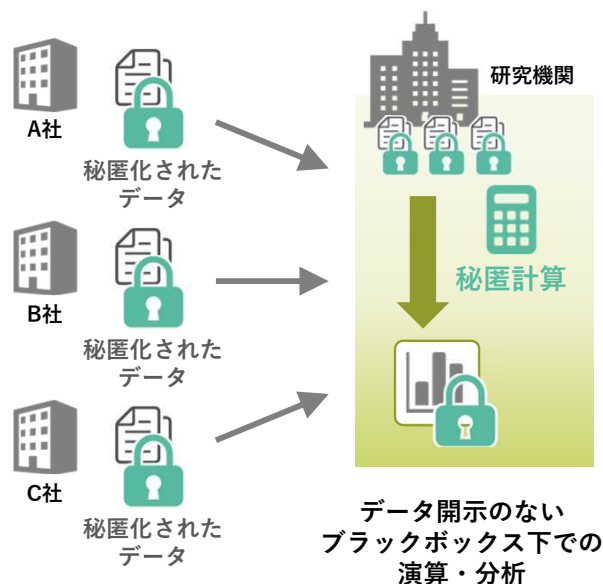 A社
秘匿化された
データ
B社
秘匿化された
データ
C社
秘匿化された
データ
研究機関
秘匿計算
データ開示のない
ブラックボックス下での
演算・分析